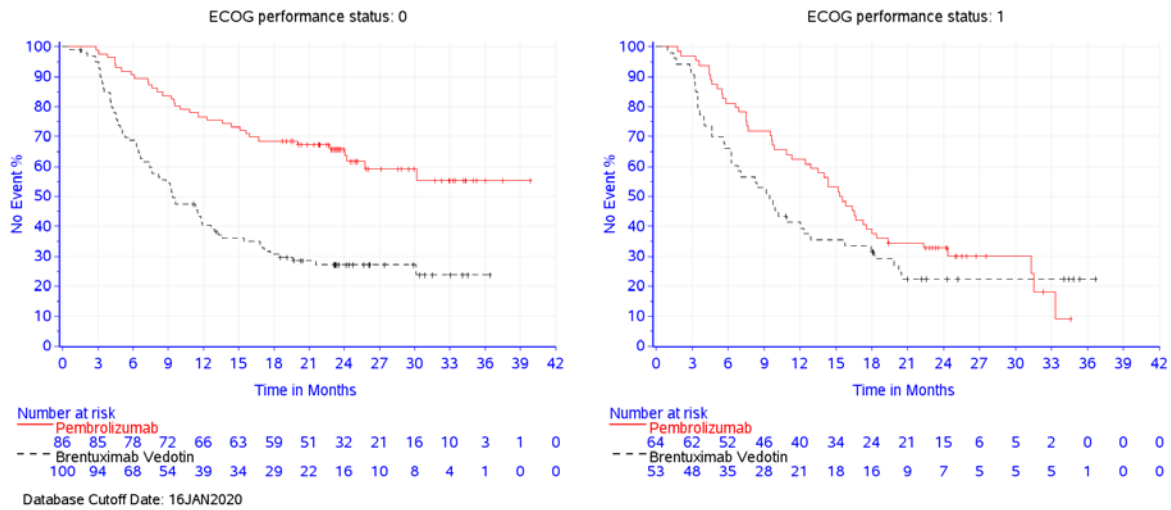 ECOG performance status: 0
No Event %
100
90
80
70
60
50
40
30
20
10
0
0 3 6 9 12 15 18 21 24 27 30 33 36 39 42
Time in Months
Number at risk
Pembrolizumab
86 85 78 72 66 63 59 51 32 21 16 10 3 1 0
Brentuximab Vedotin
100 94 68 54 39 34 29 22 16 10 8 4 1 0 0
ECOG performance status: 1
No Event %
100
90
80
70
60
50
40
30
20
10
0
0 3 6 9 12 15 18 21 24 27 30 33 36 39 42
Time in Months
Number at risk
Pembrolizumab
64 62 52 46 40 34 24 21 15 6 5 2 0 0 0
Brentuximab Vedotin
53 48 35 28 21 18 16 9 7 5 5 5 1 0 0
Database Cutoff Date: 16JAN2020